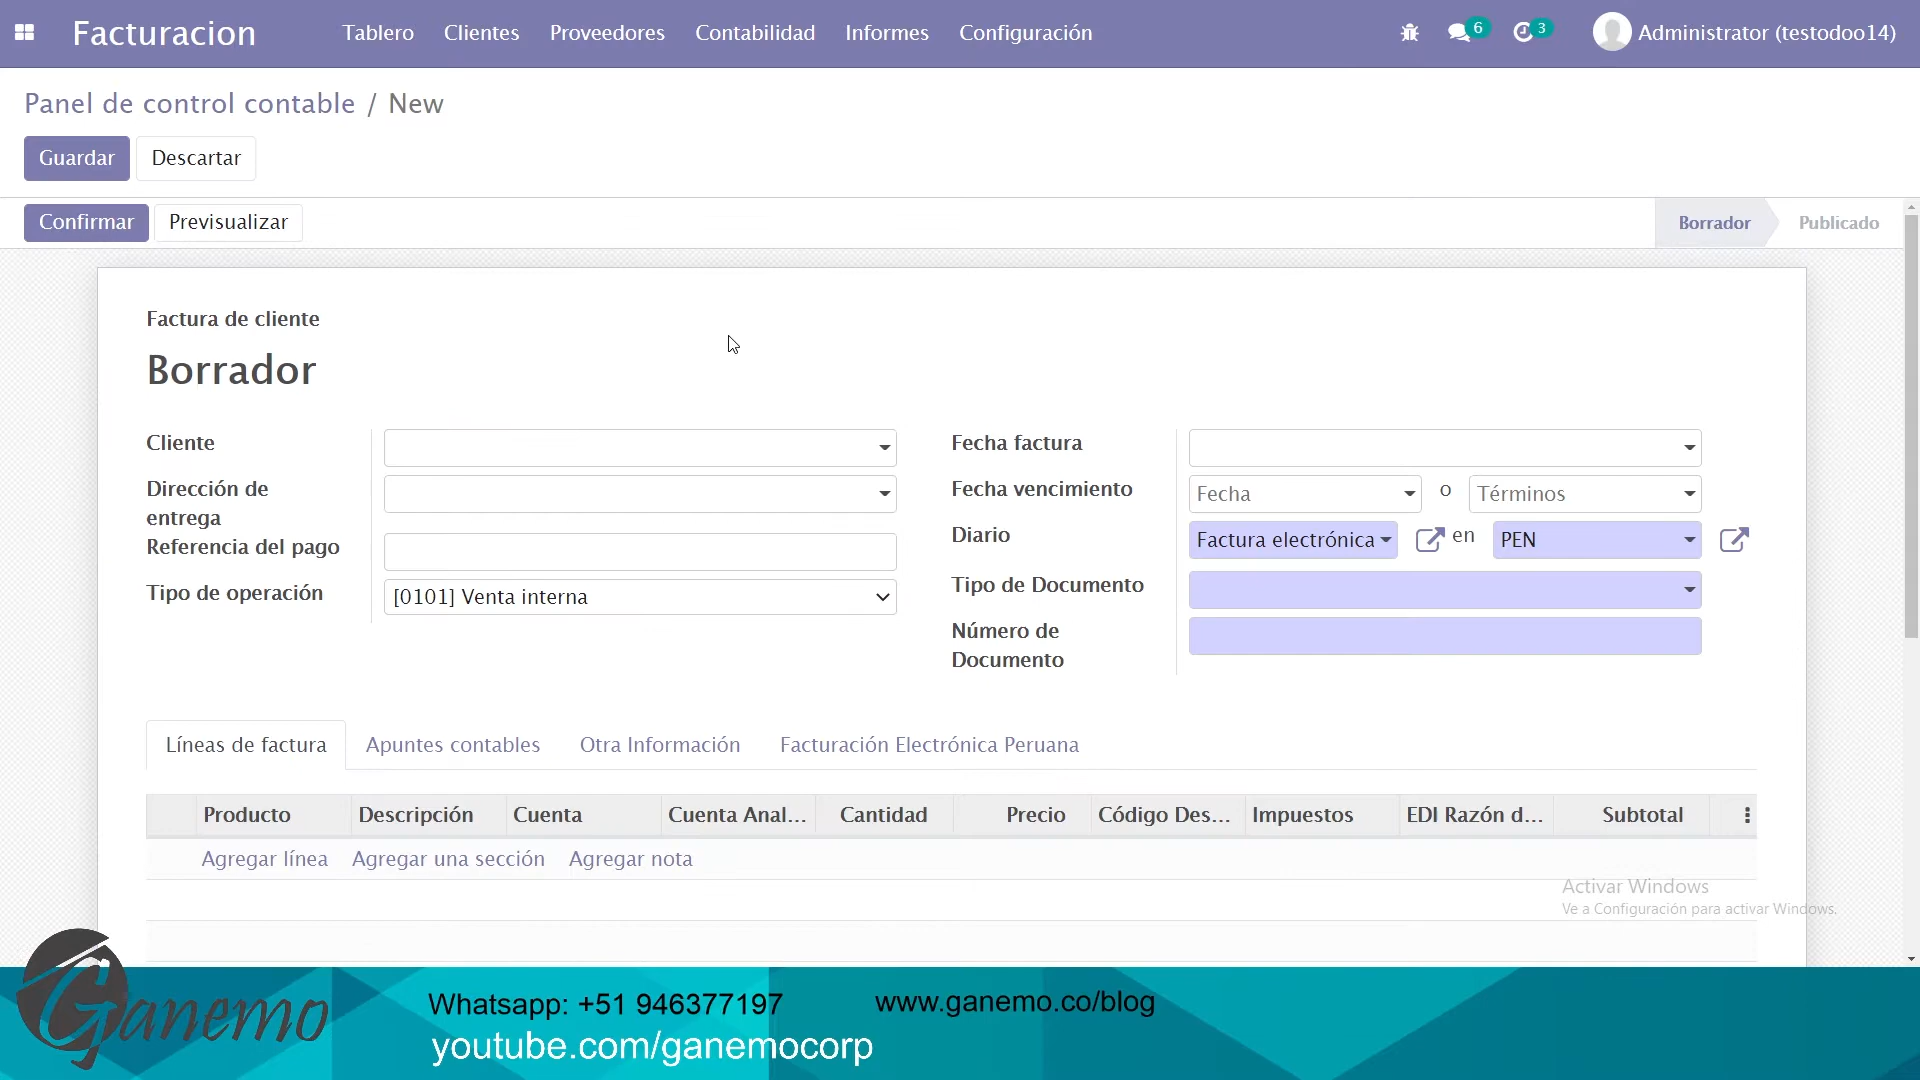 Facturacion
Tablero
Clientes
Proveedores
Contabilidad
Informes
Configuración
6
3
Administrator (testodoo14)
Panel de control contable / New
Guardar
Descartar
Confirmar
Previsualizar
Borrador
Publicado
Factura de cliente
Borrador
Cliente
Dirección de
entrega
Referencia del pago
Tipo de operación
[0101] Venta interna
Fecha factura
Fecha vencimiento
Fecha
o
Términos
Diario
Factura electrónica
en
PEN
Tipo de Documento
Número de
Documento
Líneas de factura
Apuntes contables
Otra Información
Facturación Electrónica Peruana
Producto
Descripción
Cuenta
Cuenta Anal...
Cantidad
Precio
Código Des...
Impuestos
EDI Razón d...
Subtotal
Agregar línea
Agregar una sección
Agregar nota
Activar Windows
Ve a Configuración para activar Windows.
Ganemo
Whatsapp: +51 946377197
www.ganemo.co/blog
youtube.com/ganemocorp